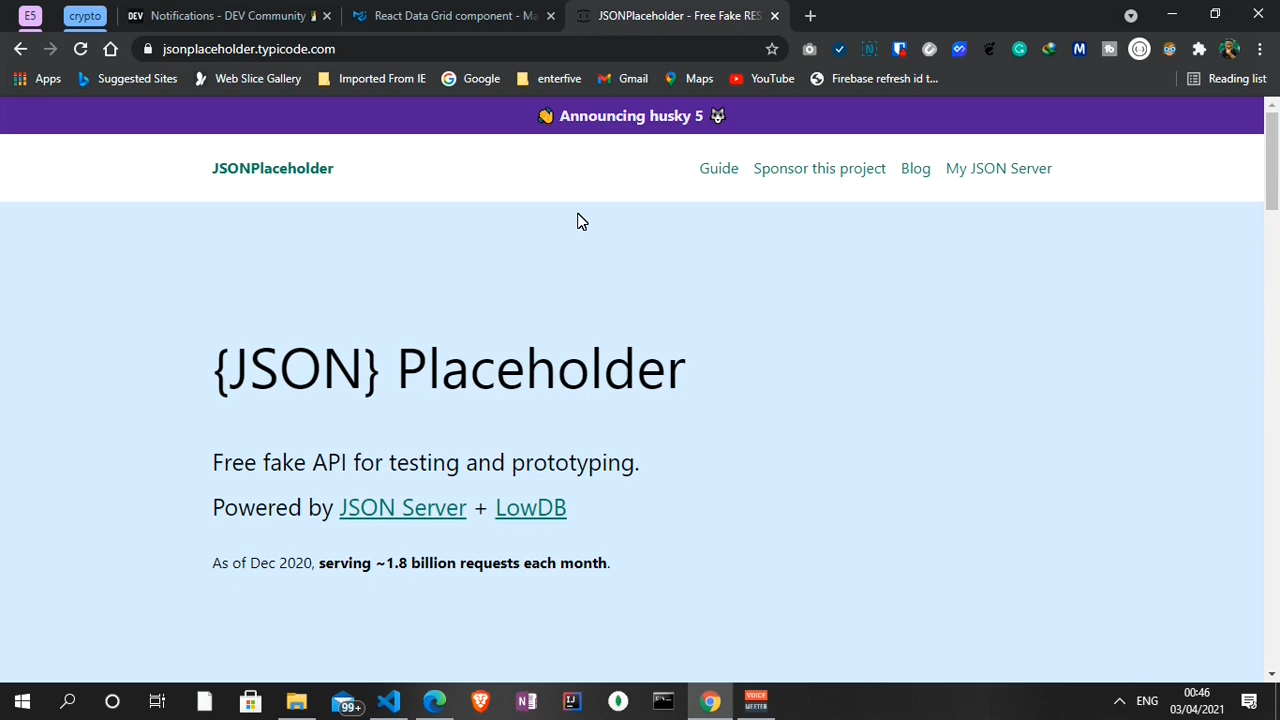 E5
crypto
DEV Notifications - DEV Community
React Data Grid component - Ma
JSONPlaceholder - Free Fake RES
jsonplaceholder.typicode.com
Apps
Suggested Sites
Web Slice Gallery
Imported From IE
Google
enterfive
Gmail
Maps
YouTube
Firebase refresh id t...
Reading list
👋 Announcing husky 5 🐺
JSONPlaceholder
Guide
Sponsor this project
Blog
My JSON Server
{JSON} Placeholder
Free fake API for testing and prototyping.
Powered by JSON Server + LowDB
As of Dec 2020, serving ~1.8 billion requests each month.
99+
VOICE
MEETER
ENG
00:46
03/04/2021